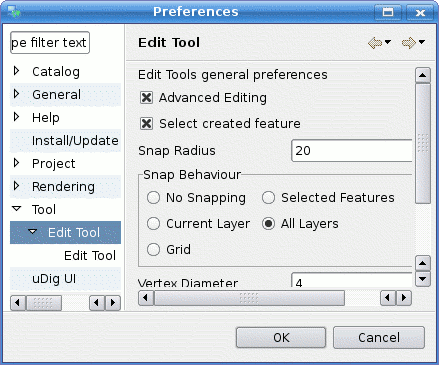 Preferences
pe filter text
Catalog
General
Help
Install/Update
Project
Rendering
Tool
Edit Tool
Edit Tool
uDig UI
Edit Tool
Edit Tools general preferences
Advanced Editing
Select created feature
Snap Radius 20
Snap Behaviour
No Snapping Selected Features
Current Layer All Layers
Grid
Vertex Diameter 4
OK Cancel